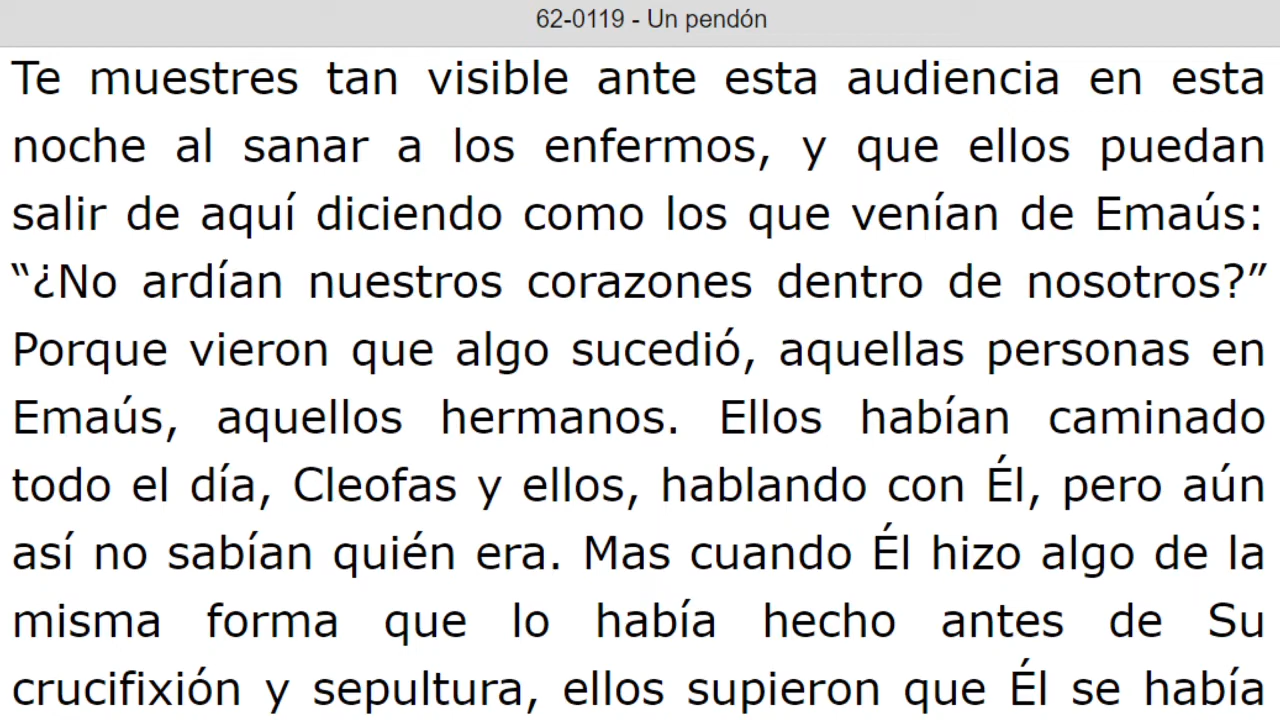 62-0119 - Un pendón
Te muestres tan visible ante esta audiencia en esta
noche al sanar a los enfermos, y que ellos puedan
salir de aquí diciendo como los que venían de Emaús:
“¿No ardían nuestros corazones dentro de nosotros?”
Porque vieron que algo sucedió, aquellas personas en
Emaús, aquellos hermanos. Ellos habían caminado
todo el día, Cleofas y ellos, hablando con Él, pero aún
así no sabían quién era. Mas cuando Él hizo algo de la
misma forma que lo había hecho antes de Su
crucifixión y sepultura, ellos supieron que Él se había